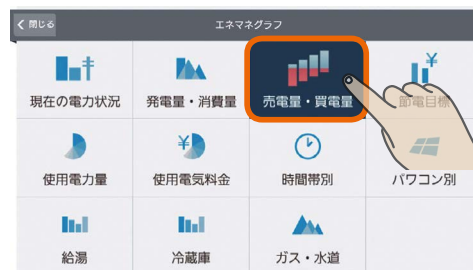 閉じる
エネマネグラフ
現在の電力状況
発電量・消費量
売電量・買電量
節電目標
使用電力量
使用電気料金
時間帯別
パワコン別
給湯
冷蔵庫
ガス・水道